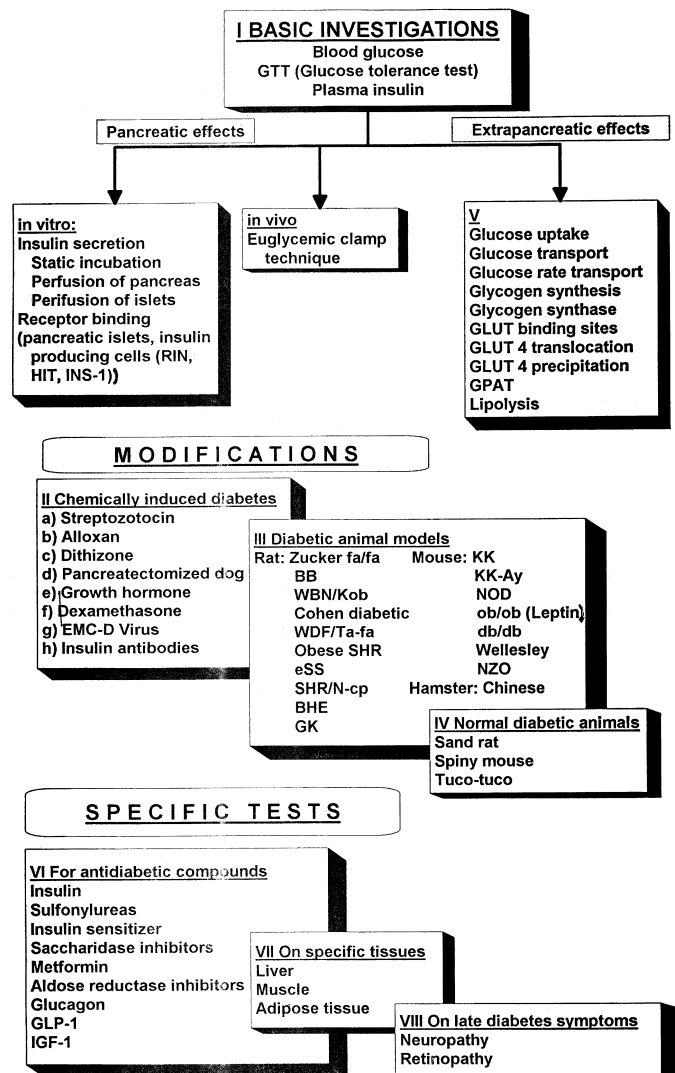 I BASIC INVESTIGATIONS
Blood glucose
GTT (Glucose tolerance test)
Plasma insulin
Pancreatic effects
Extrapancreatic effects
in vitro:
Insulin secretion
Static incubation
Perfusion of pancreas
Perifusion of islets
Receptor binding
(pancreatic islets, insulin
producing cells (RIN,
HIT, INS-1))
in vivo
Euglycemic clamp
technique
V
Glucose uptake
Glucose transport
Glucose rate transport
Glycogen synthesis
Glycogen synthase
GLUT binding sites
GLUT 4 translocation
GLUT 4 precipitation
GPAT
Lipolysis
MODIFICATIONS
II Chemically induced diabetes
a) Streptozotocin
b) Alloxan
c) Dithizone
d) Pancreatectomized dog
e) Growth hormone
f) Dexamethasone
g) EMC-D Virus
h) Insulin antibodies
III Diabetic animal models
Rat: Zucker fa/fa Mouse: KK
BB KK-Ay
WBN/Kob NOD
Cohen diabetic ob/ob (Leptin)
WDF/Ta-fa db/db
Obese SHR Wellesley
eSS NZO
SHR/N-cp Hamster: Chinese
BHE
GK
IV Normal diabetic animals
Sand rat
Spiny mouse
Tuco-tuco
SPECIFIC TESTS
VI For antidiabetic compounds
Insulin
Sulfonylureas
Insulin sensitizer
Saccharidase inhibitors
Metformin
Aldose reductase inhibitors
Glucagon
GLP-1
IGF-1
VII On specific tissues
Liver
Muscle
Adipose tissue
VIII On late diabetes symptoms
Neuropathy
Retinopathy